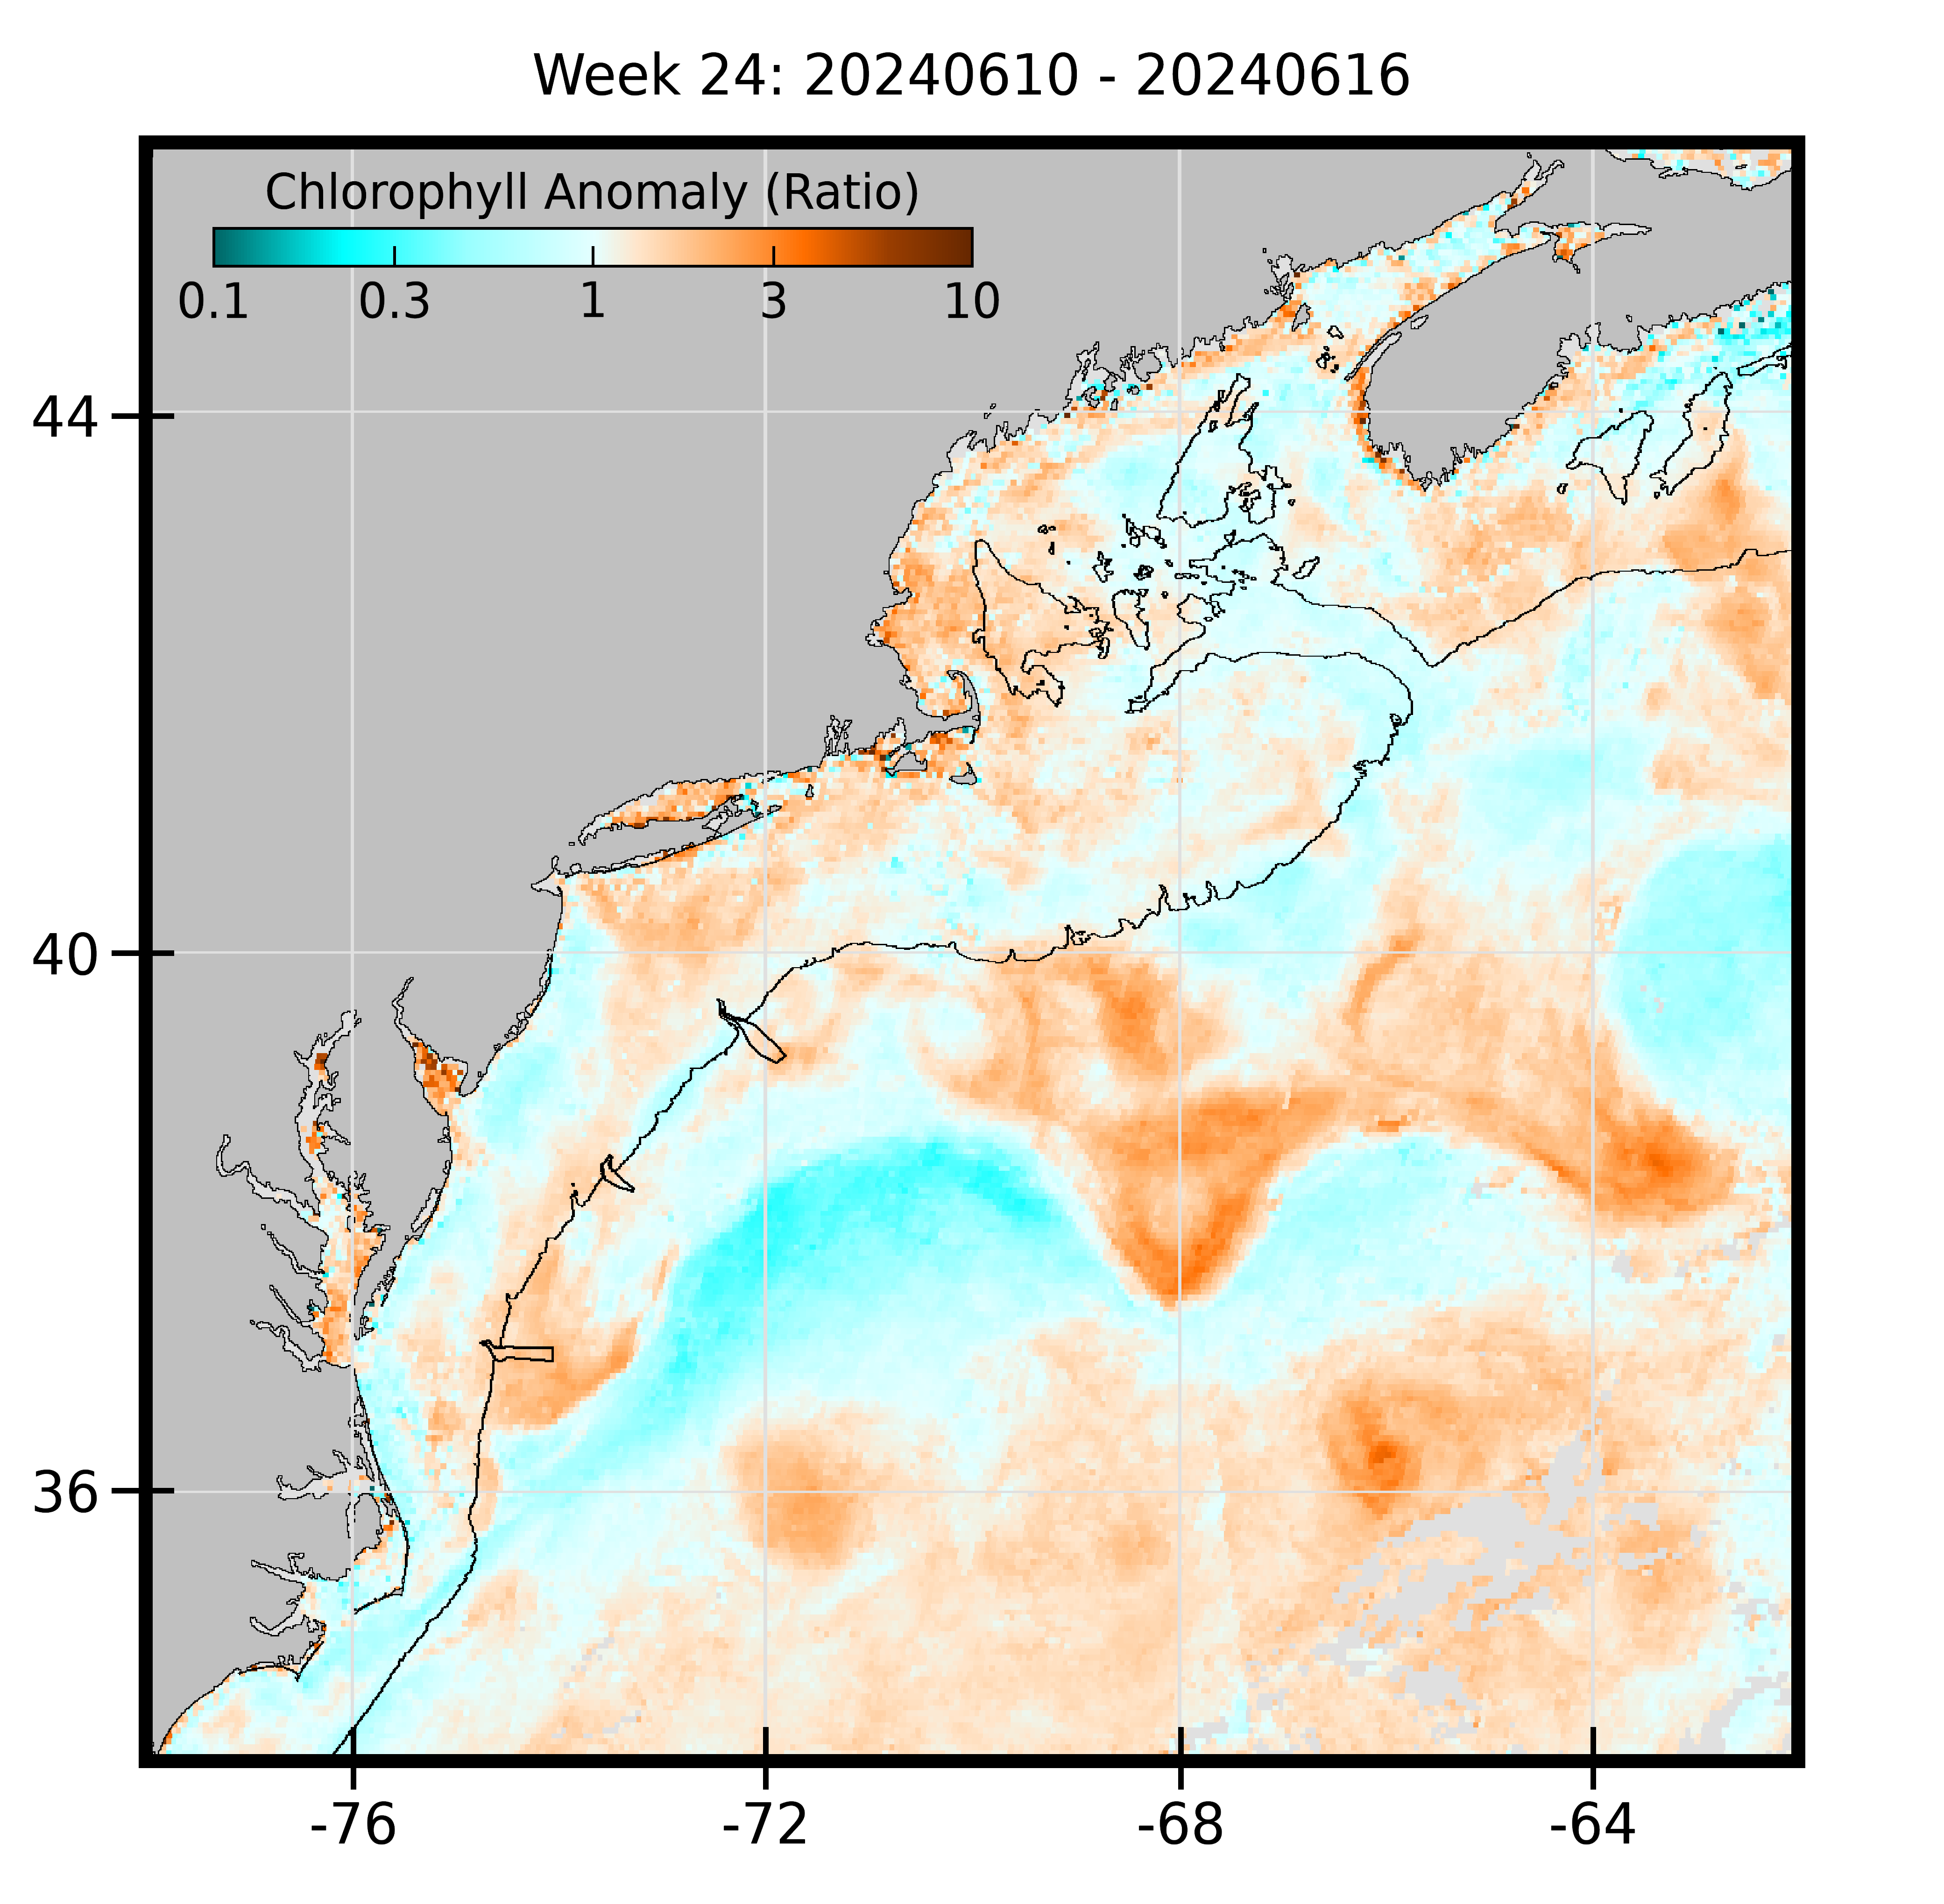 Week 24: 20240610 - 20240616
Chlorophyll Anomaly (Ratio)
0.1 0.3 1 3 10
44
40
36
-76 -72 -68 -64